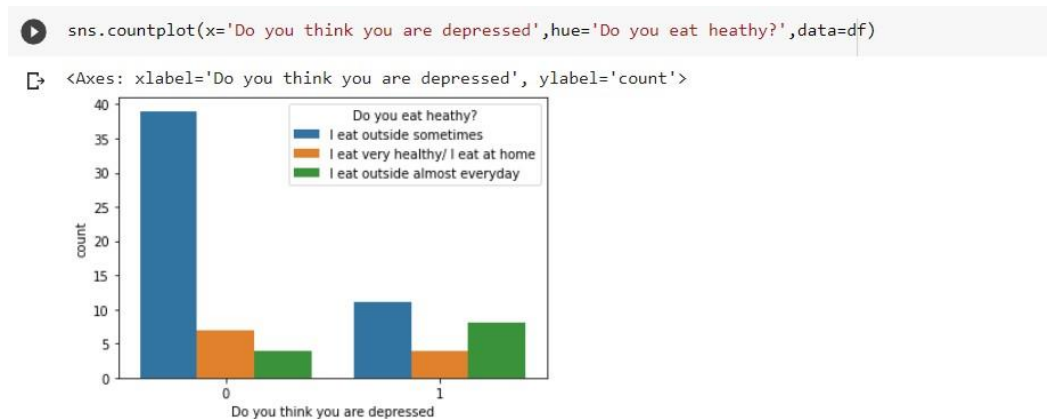 sns.countplot(x='Do you think you are depressed',hue='Do you eat heathy?',data=df)
<Axes: xlabel='Do you think you are depressed', ylabel='count'>
Do you eat heathy?
I eat outside sometimes
I eat very healthy/ I eat at home
I eat outside almost everyday
40
35
30
25
20
15
10
5
0
count
0 1
Do you think you are depressed